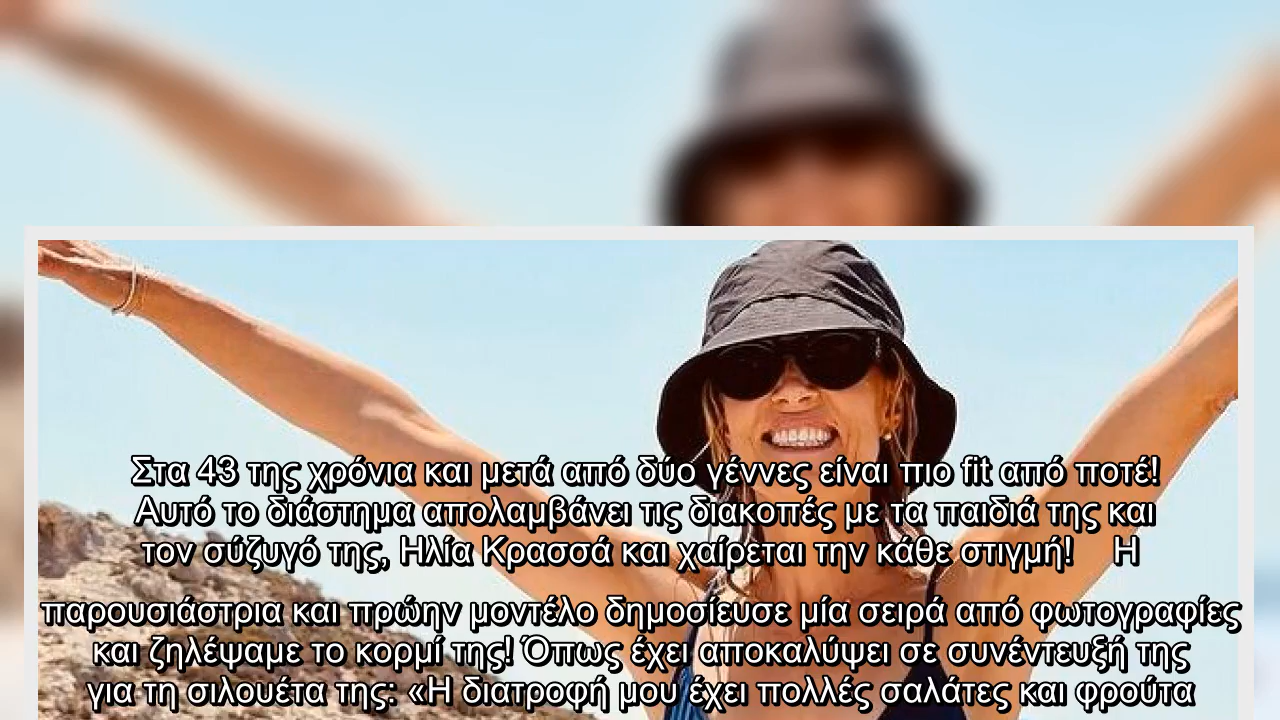 Στα 43 της χρόνια και μετά από δύο γέννες είναι πιο fit από ποτέ!
Αυτό το διάστημα απολαμβάνει τις διακοπές με τα παιδιά της και
τον σύζυγό της, Ηλία Κρασσά και χαίρεται την κάθε στιγμή! Η
παρουσιάστρια και πρώην μοντέλο δημοσίευσε μία σειρά από φωτογραφίες
και ζηλέψαμε το κορμί της! Όπως έχει αποκαλύψει σε συνέντευξή της
για τη σιλουέτα της: «Η διατροφή μου έχει πολλές σαλάτες και φρούτα